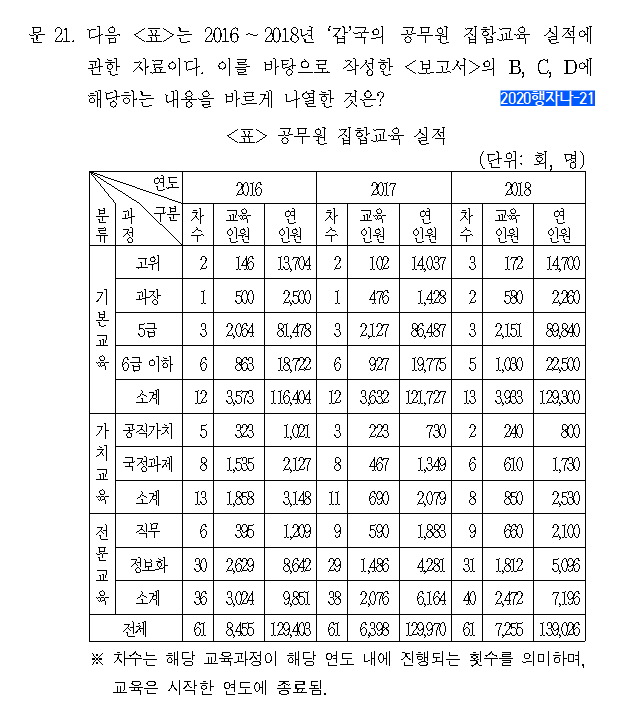 문 21. 다음 <표>는 2016 ~ 2018년 '갑'국의 공무원 집합교육 실적에
관한 자료이다. 이를 바탕으로 작성한 <보고서>의 B, C, D에
해당하는 내용을 바르게 나열한 것은? 2020행자나-21
<표> 공무원 집합교육 실적
(단위: 회, 명)
연도 2016 2017 2018
분류 과정 구분 차수 교육인원 연인원 차수 교육인원 연인원 차수 교육인원 연인원
기본교육
고위 2 146 13,704 2 102 14,037 3 172 14,700
과장 1 500 2,500 1 476 1,428 2 580 2,260
5급 3 2,064 81,478 3 2,127 86,487 3 2,151 89,840
6급 이하 6 863 18,722 6 927 19,775 5 1,030 22,500
소계 12 3,573 116,404 12 3,632 121,727 13 3,933 129,300
가치교육
공직가치 5 323 1,021 3 223 730 2 240 800
국정과제 8 1,535 2,127 8 467 1,349 6 610 1,730
소계 13 1,858 3,148 11 690 2,079 8 850 2,530
전문교육
직무 6 395 1,209 9 590 1,883 9 660 2,100
정보화 30 2,629 8,642 29 1,486 4,281 31 1,812 5,096
소계 36 3,024 9,851 38 2,076 6,164 40 2,472 7,196
전체 61 8,455 129,403 61 6,398 129,970 61 7,255 139,026
※ 차수는 해당 교육과정이 해당 연도 내에 진행되는 횟수를 의미하며,
교육은 시작한 연도에 종료됨.